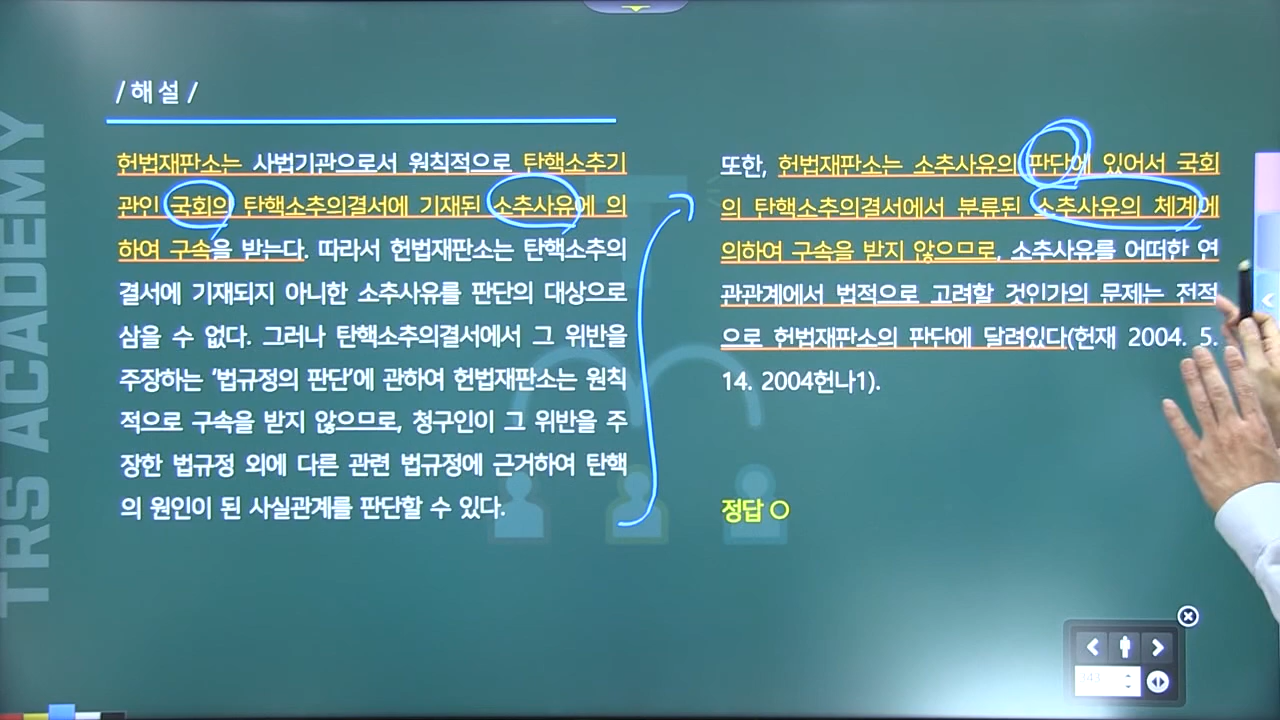 / 해 설 /
헌법재판소는 사법기관으로서 원칙적으로 탄핵소추기
관인 국회의 탄핵소추의결서에 기재된 소추사유에 의
하여 구속을 받는다. 따라서 헌법재판소는 탄핵소추의
결서에 기재되지 아니한 소추사유를 판단의 대상으로
삼을 수 없다. 그러나 탄핵소추의결서에서 그 위반을
주장하는 '법규정의 판단'에 관하여 헌법재판소는 원칙
적으로 구속을 받지 않으므로, 청구인이 그 위반을 주
장한 법규정 외에 다른 관련 법규정에 근거하여 탄핵
의 원인이 된 사실관계를 판단할 수 있다.
또한, 헌법재판소는 소추사유의 판단에 있어서 국회
의 탄핵소추의결서에서 분류된 소추사유의 체계에
의하여 구속을 받지 않으므로, 소추사유를 어떠한 연
관관계에서 법적으로 고려할 것인가의 문제는 전적
으로 헌법재판소의 판단에 달려있다(헌재 2004. 5.
14. 2004헌나1).
정답 O
TRS ACADEMY